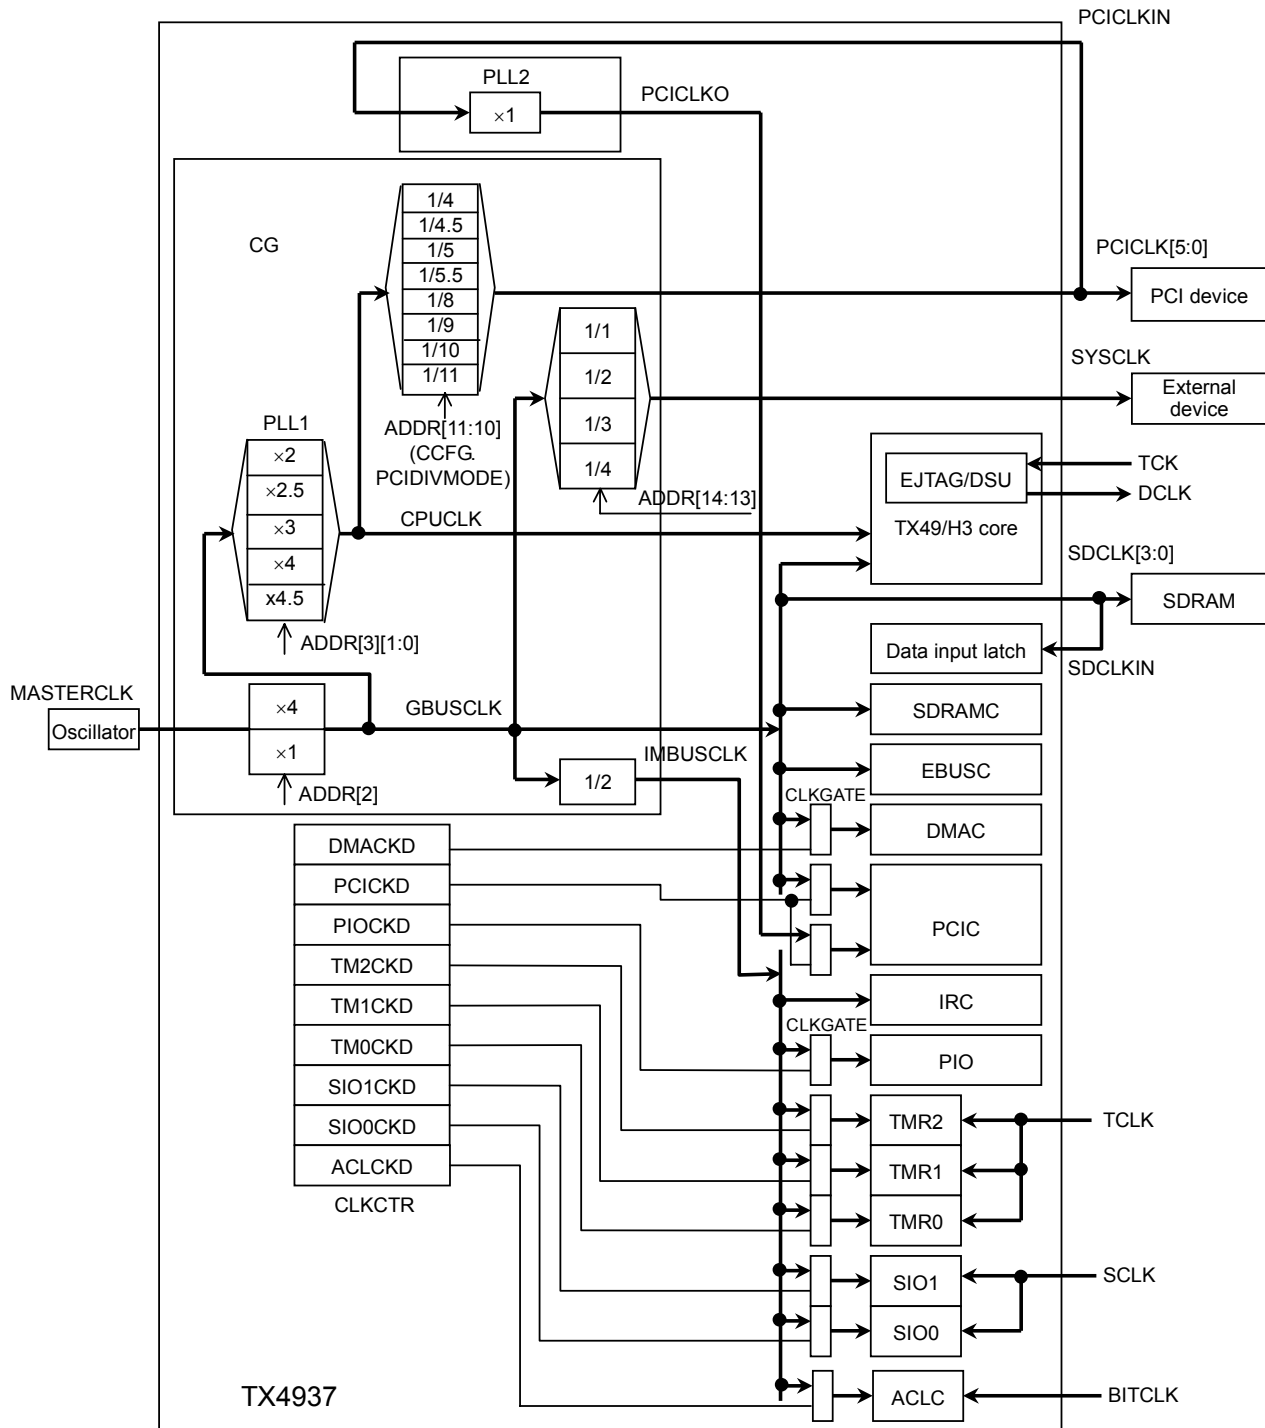 PCICLKIN
PLL2
PCICLKO
×1
CG
1/4
1/4.5
1/5
1/5.5
1/8
1/9
1/10
1/11
PCICLK[5:0]
PCI device
1/1
1/2
1/3
1/4
SYSCLK
External
device
PLL1
×2
×2.5
×3
×4
x4.5
ADDR[11:10]
(CCFG.
PCIDIVMODE)
ADDR[14:13]
EJTAG/DSU
TX49/H3 core
TCK
DCLK
CPUCLK
SDCLK[3:0]
SDRAM
ADDR[3][1:0]
Data input latch
SDCLKIN
MASTERCLK
Oscillator
×4
×1
GBUSCLK
SDRAMC
IMBUSCLK
EBUSC
1/2
ADDR[2]
CLKGATE
DMAC
DMACKD
PCICKD
PIOCKD
TM2CKD
TM1CKD
TM0CKD
SIO1CKD
SIO0CKD
ACLCKD
CLKCTR
PCIC
IRC
CLKGATE
PIO
TMR2
TCLK
TMR1
TMR0
SIO1
SCLK
SIO0
ACLC
BITCLK
TX4937